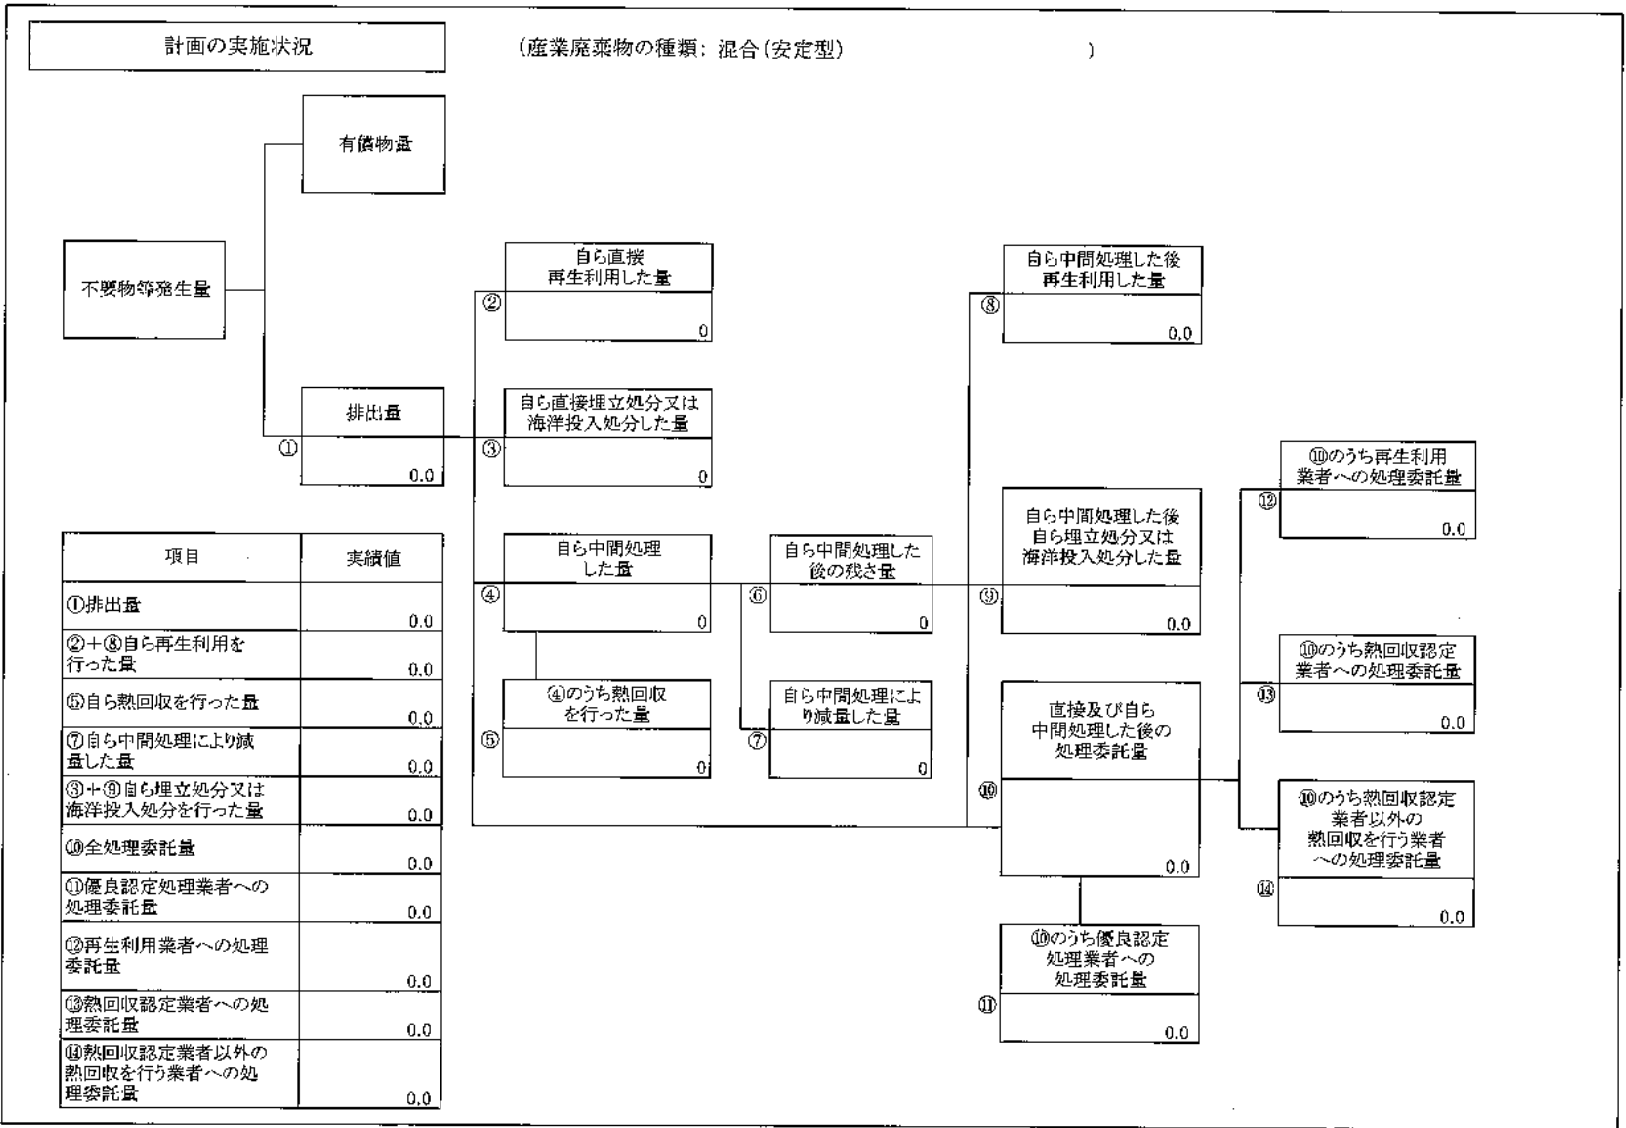 計画の実施状況
(産業廃棄物の種類: 混合(安定型) )
有償物量
不要物等発生量
排出量
①
0.0
自ら直接
再生利用した量
②
0
自ら直接埋立処分又は
海洋投入処分した量
③
0
自ら中間処理
した量
④
0
④のうち熱回収
を行った量
⑤
0
自ら中間処理した
後の残さ量
⑥
0
自ら中間処理によ
り減量した量
⑦
0
自ら中間処理した後
再生利用した量
⑧
0.0
自ら中間処理した後
自ら埋立処分又は
海洋投入処分した量
⑨
0.0
直接及び自ら
中間処理した後の
処理委託量
⑩
0.0
⑩のうち優良認定
処理業者への
処理委託量
⑪
0.0
⑩のうち再生利用
業者への処理委託量
⑫
0.0
⑩のうち熱回収認定
業者への処理委託量
⑬
0.0
⑩のうち熱回収認定
業者以外の
熱回収を行う業者
への処理委託量
⑭
0.0
項目 実績値
①排出量
0.0
②+⑧自ら再生利用を
行った量
0.0
⑤自ら熱回収を行った量
0.0
⑦自ら中間処理により減
量した量
0.0
③+⑨自ら埋立処分又は
海洋投入処分を行った量
0.0
⑩全処理委託量
0.0
⑪優良認定処理業者への
処理委託量
0.0
⑫再生利用業者への処理
委託量
0.0
⑬熱回収認定業者への処
理委託量
0.0
⑭熱回収認定業者以外の
熱回収を行う業者への処
理委託量
0.0